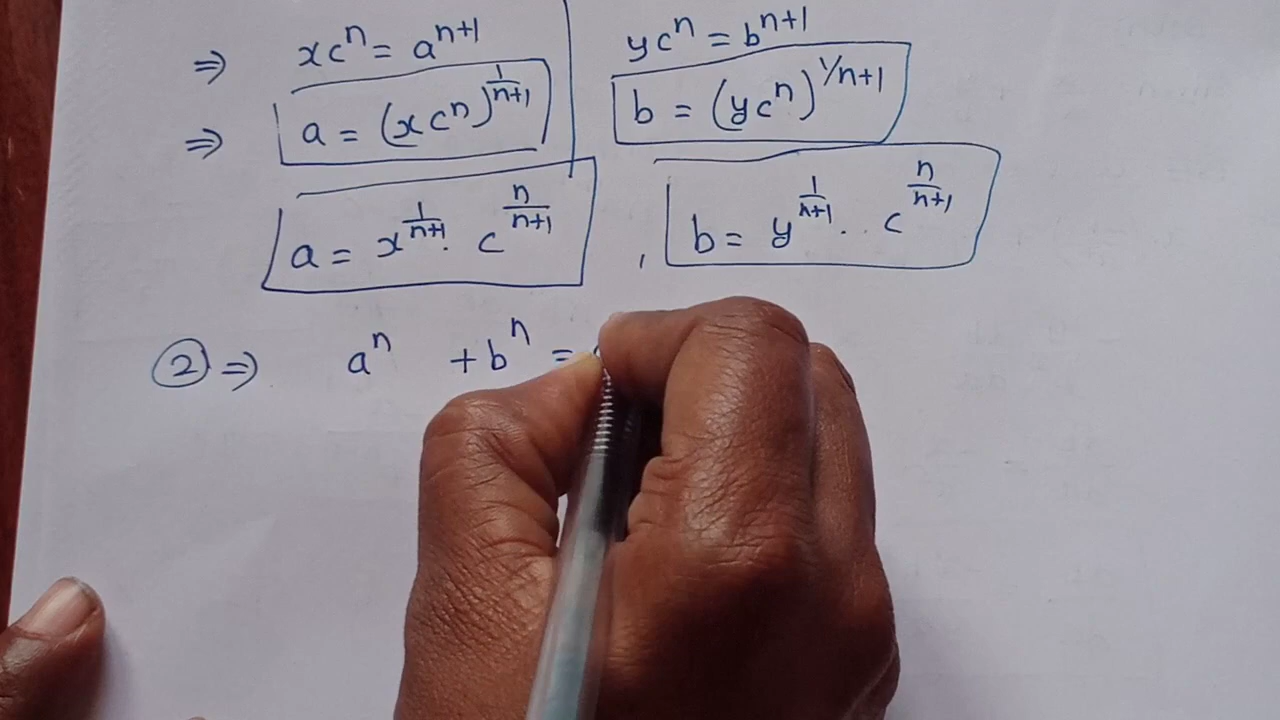 ⇒ xcⁿ = aⁿ⁺¹ ycⁿ = bⁿ⁺¹
⇒ a = (xcⁿ)^(1/(n+1)) b = (ycⁿ)^(1/n+1)
a = x^(1/(n+1)) · c^(n/(n+1)) , b = y^(1/(n+1)) .. c^(n/(n+1))
② ⇒ aⁿ + bⁿ =